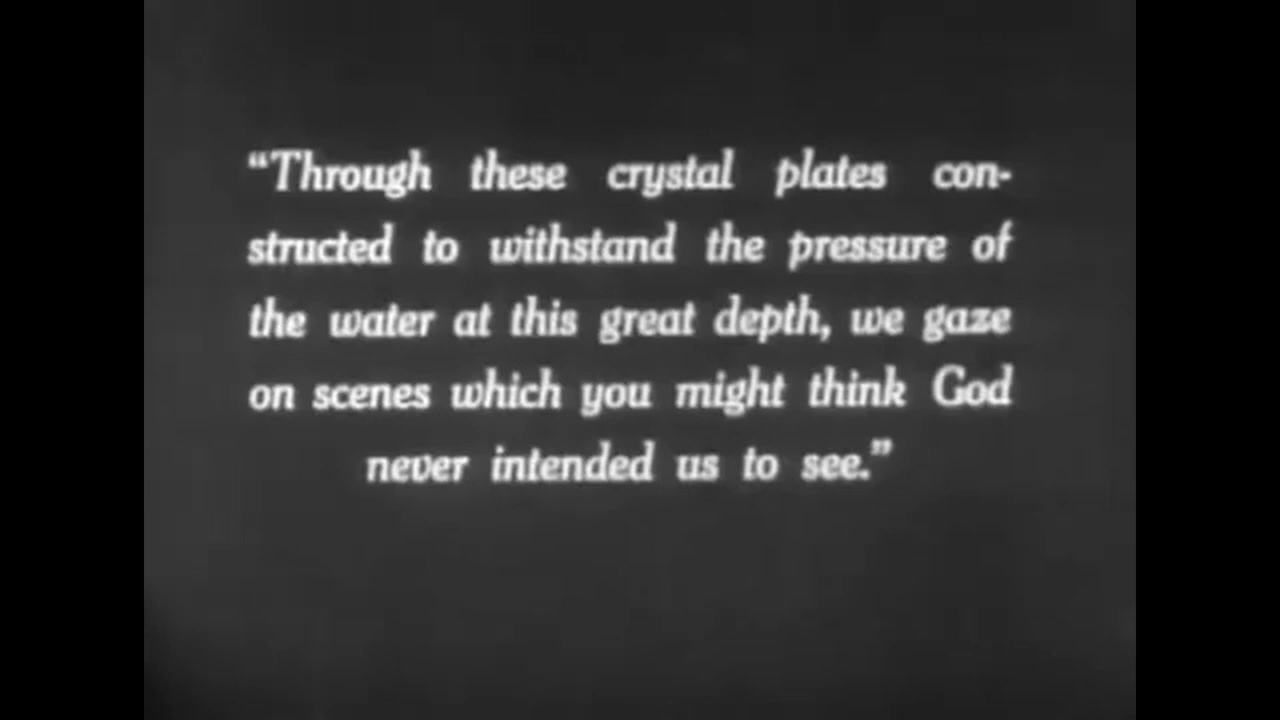 “Through these crystal plates con-
structed to withstand the pressure of
the water at this great depth, we gaze
on scenes which you might think God
never intended us to see.”